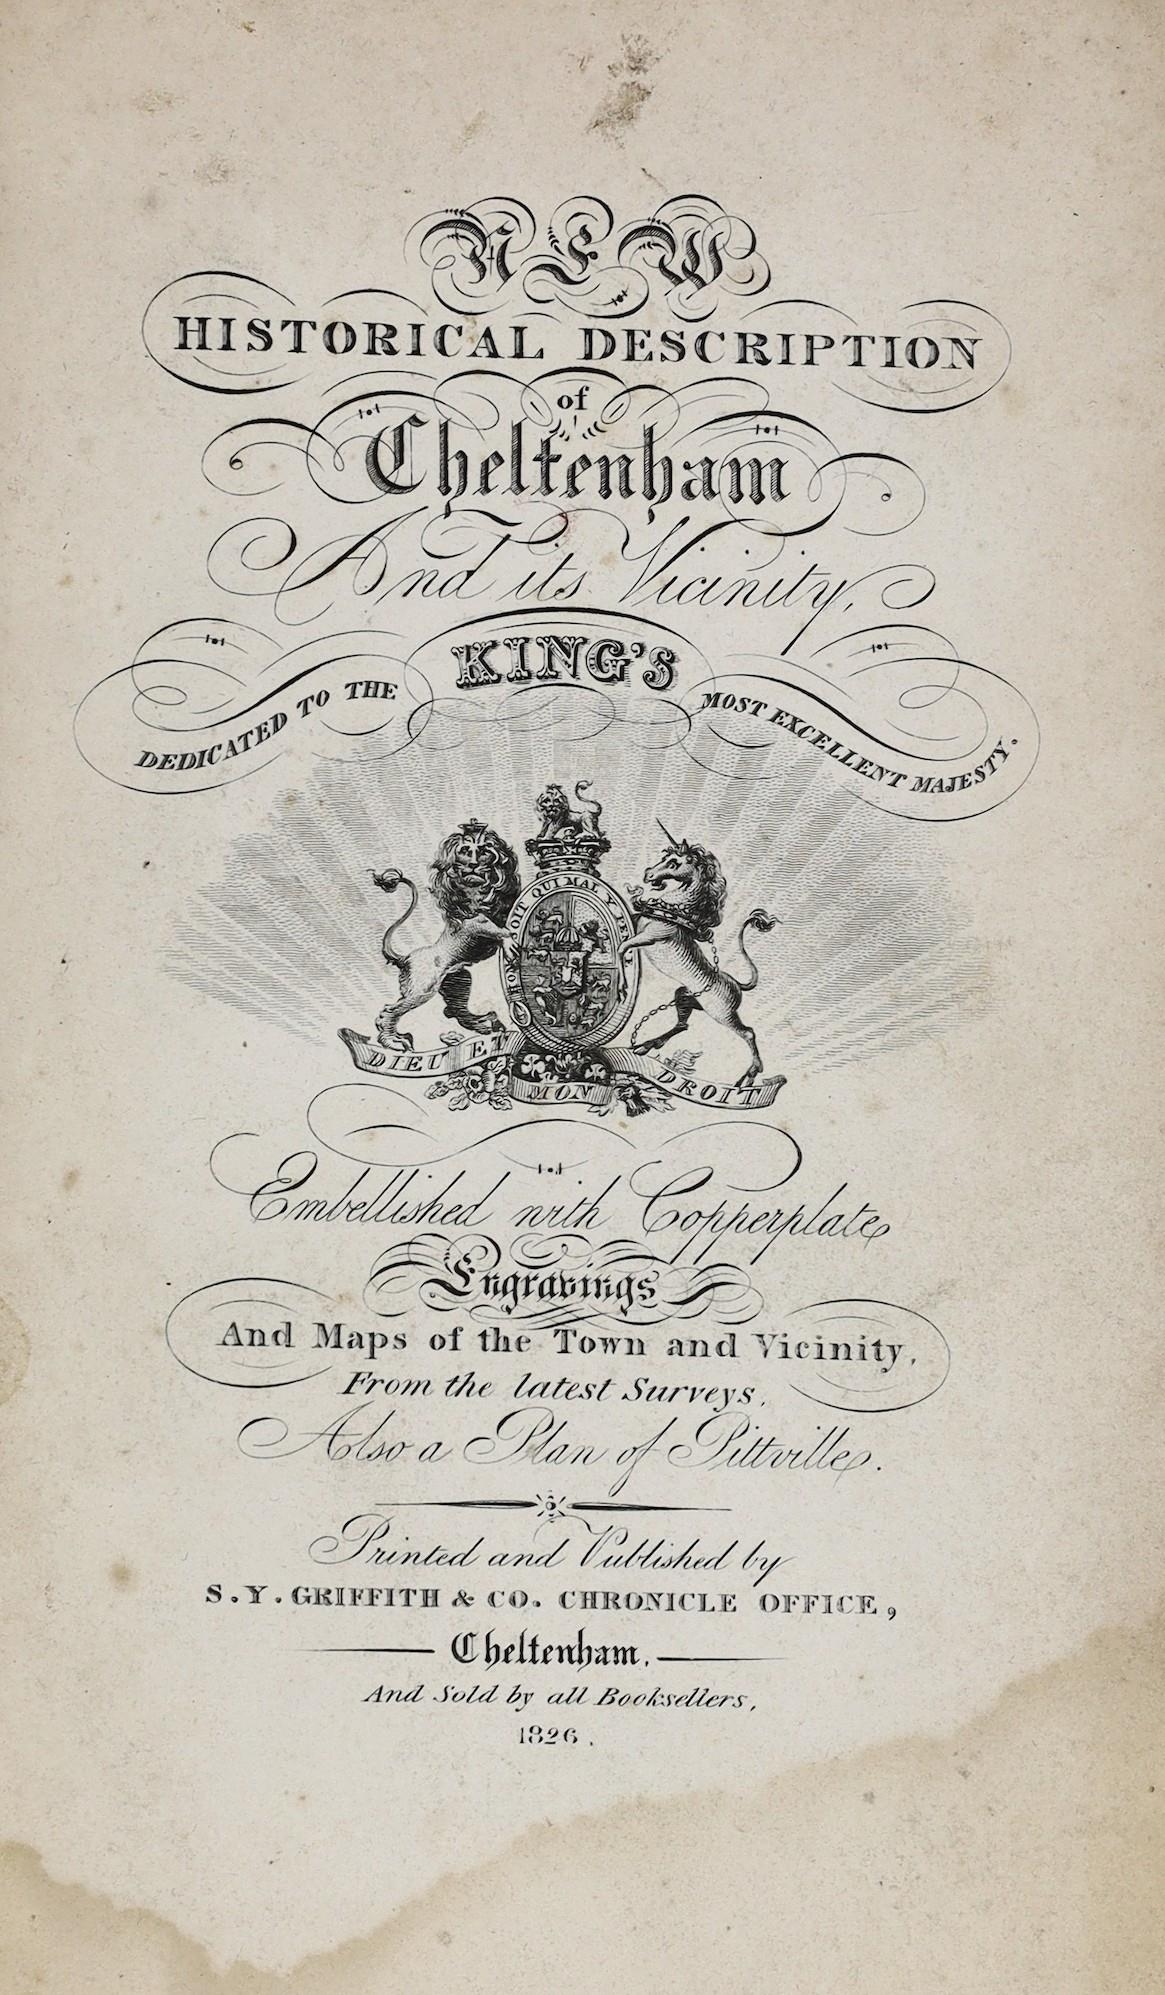 NEW
HISTORICAL DESCRIPTION
of
Cheltenham
And its Vicinity,
DEDICATED TO THE KING'S MOST EXCELLENT MAJESTY.
HONI SOIT QUI MAL Y PENSE
DIEU ET MON DROIT
Embellished with Copperplate
Engravings
And Maps of the Town and Vicinity,
From the latest Surveys,
Also a Plan of Pittville.
Printed and Published by
S. Y. GRIFFITH & CO. CHRONICLE OFFICE,
Cheltenham.
And Sold by all Booksellers,
1826.